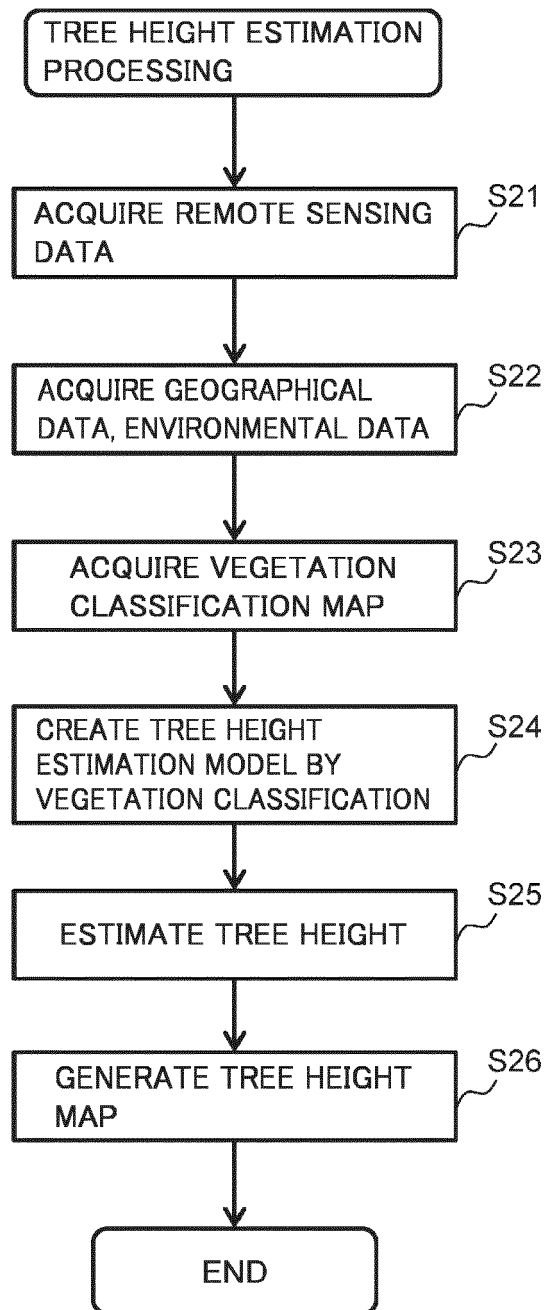 TREE HEIGHT ESTIMATION
PROCESSING
S21
ACQUIRE REMOTE SENSING
DATA
S22
ACQUIRE GEOGRAPHICAL
DATA, ENVIRONMENTAL DATA
S23
ACQUIRE VEGETATION
CLASSIFICATION MAP
S24
CREATE TREE HEIGHT
ESTIMATION MODEL BY
VEGETATION CLASSIFICATION
S25
ESTIMATE TREE HEIGHT
S26
GENERATE TREE HEIGHT
MAP
END